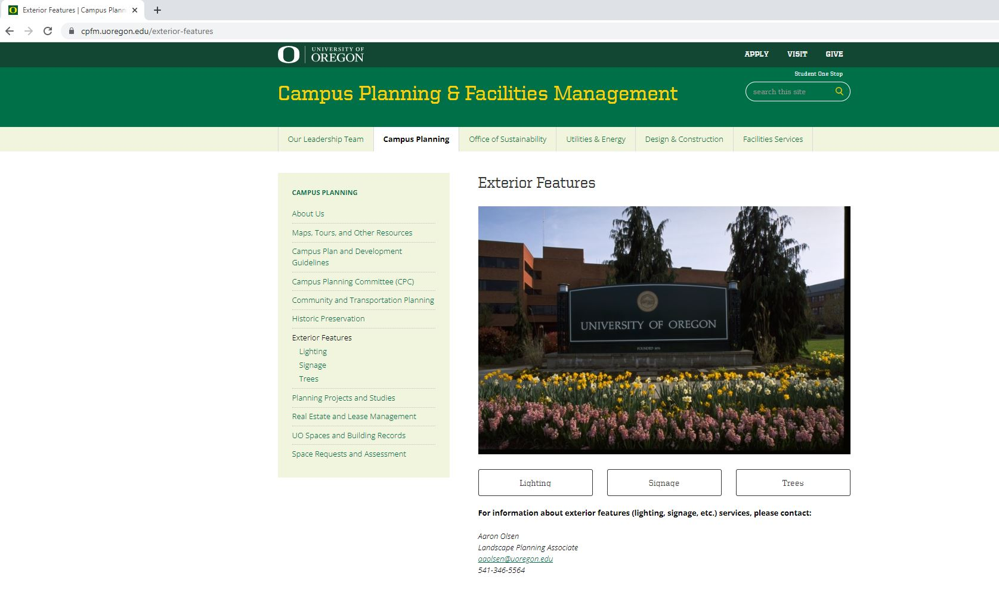 Exterior Features | Campus Plann
cpfm.uoregon.edu/exterior-features
O UNIVERSITY OF
OREGON
APPLY VISIT GIVE
Student One Stop
Campus Planning & Facilities Management
search this site
Our Leadership Team Campus Planning Office of Sustainability Utilities & Energy Design & Construction Facilities Services
CAMPUS PLANNING
About Us
Maps, Tours, and Other Resources
Campus Plan and Development
Guidelines
Campus Planning Committee (CPC)
Community and Transportation Planning
Historic Preservation
Exterior Features
Lighting
Signage
Trees
Planning Projects and Studies
Real Estate and Lease Management
UO Spaces and Building Records
Space Requests and Assessment
Exterior Features
UNIVERSITY OF OREGON
FOUNDED 1876
Lighting Signage Trees
For information about exterior features (lighting, signage, etc.) services, please contact:
Aaron Olsen
Landscape Planning Associate
aaolsen@uoregon.edu
541-346-5564